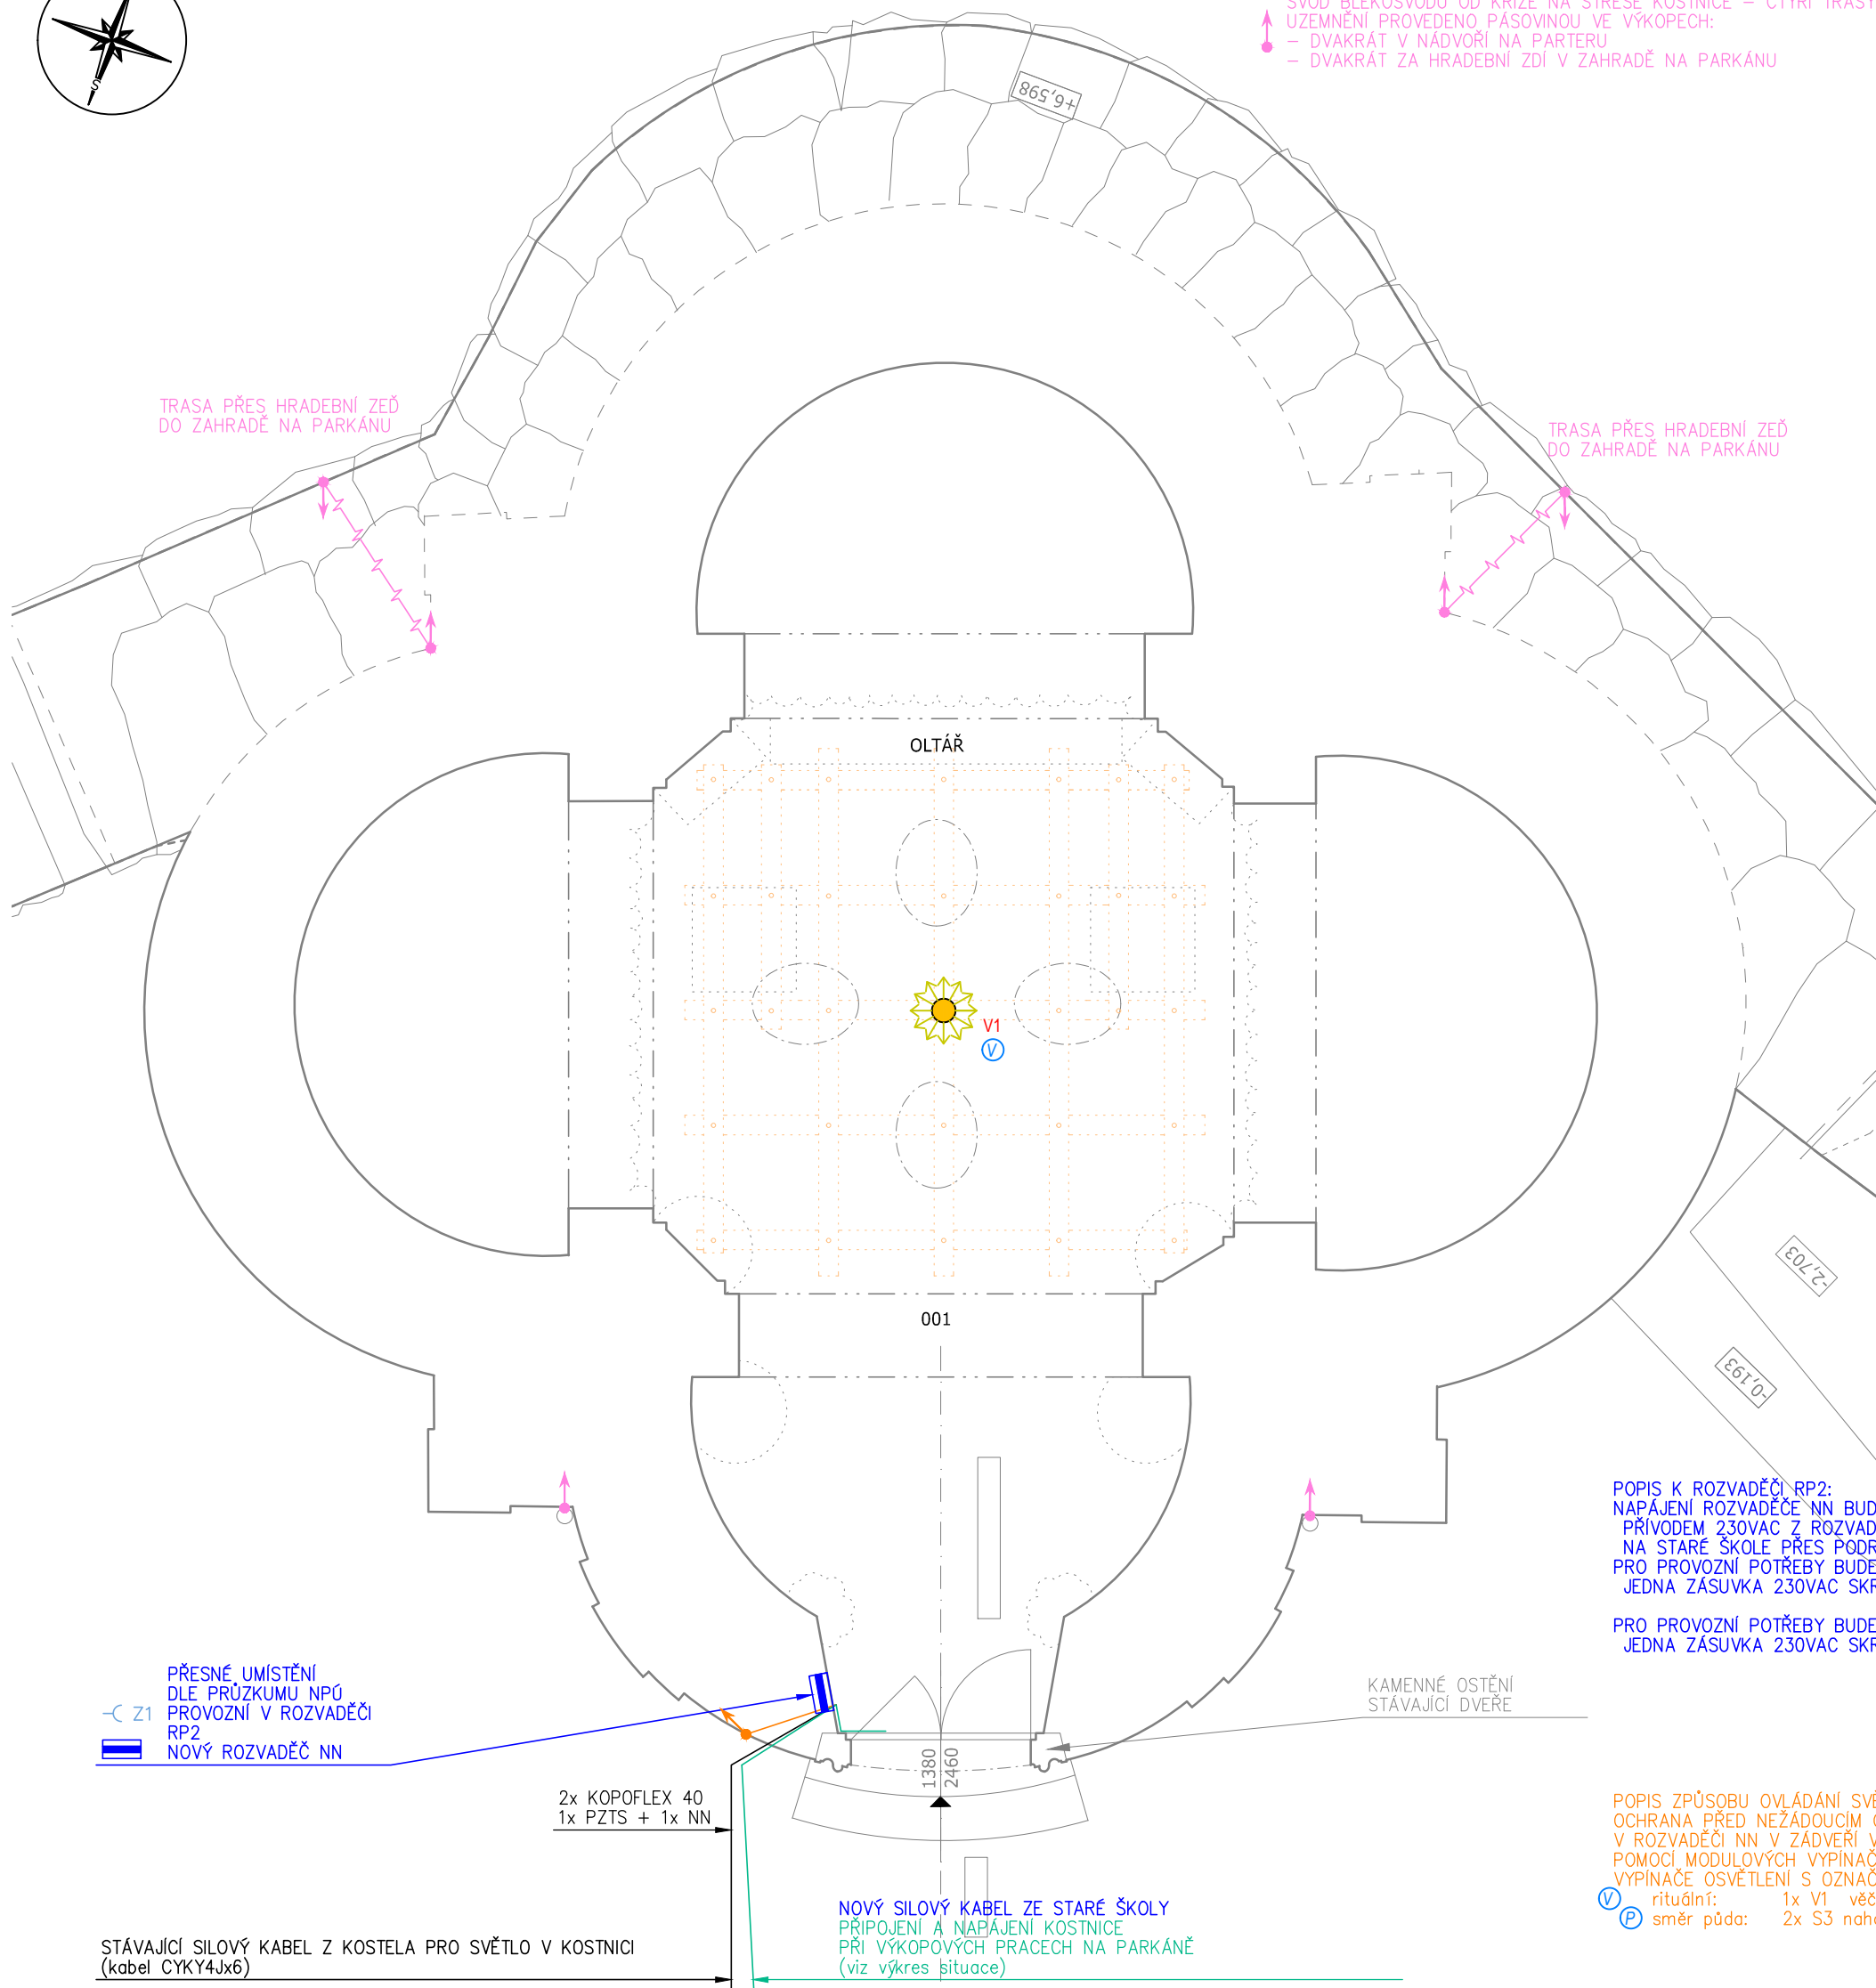 S
SVOD BLEKOSVODU OD KŘÍŽE NA STŘEŠE KOSTNICE – ČTYŘI TRASY
UZEMNĚNÍ PROVEDENO PÁSOVINOU VE VÝKOPECH:
– DVAKRÁT V NÁDVOŘÍ NA PARTERU
– DVAKRÁT ZA HRADEBNÍ ZDÍ V ZAHRADĚ NA PARKÁNU
+6,598
TRASA PŘES HRADEBNÍ ZEĎ
DO ZAHRADĚ NA PARKÁNU
TRASA PŘES HRADEBNÍ ZEĎ
DO ZAHRADĚ NA PARKÁNU
OLTÁŘ
V1
V
001
-2,703
-0,193
POPIS K ROZVADĚČI RP2:
NAPÁJENÍ ROZVADĚČE NN BUD
PŘÍVODEM 230VAC Z ROZVAD
NA STARÉ ŠKOLE PŘES PODR
PRO PROVOZNÍ POTŘEBY BUDE
JEDNA ZÁSUVKA 230VAC SKŘ
PRO PROVOZNÍ POTŘEBY BUDE
JEDNA ZÁSUVKA 230VAC SKŘ
PŘESNÉ UMÍSTĚNÍ
DLE PRŮZKUMU NPÚ
Z1 PROVOZNÍ V ROZVADĚČI
RP2
NOVÝ ROZVADĚČ NN
KAMENNÉ OSTĚNÍ
STÁVAJÍCÍ DVEŘE
1380
2460
2x KOPOFLEX 40
1x PZTS + 1x NN
POPIS ZPŮSOBU OVLÁDÁNÍ SVĚ
OCHRANA PŘED NEŽÁDOUCÍM
V ROZVADĚČI NN V ZÁDVEŘÍ V
POMOCÍ MODULOVÝCH VYPÍNAČ
VYPÍNAČE OSVĚTLENÍ S OZNAČ
V rituální: 1x V1 věč
P směr půda: 2x S3 naho
NOVÝ SILOVÝ KABEL ZE STARÉ ŠKOLY
PŘIPOJENÍ A NAPÁJENÍ KOSTNICE
PŘI VÝKOPOVÝCH PRACECH NA PARKÁNĚ
(viz výkres situace)
STÁVAJÍCÍ SILOVÝ KABEL Z KOSTELA PRO SVĚTLO V KOSTNICI
(kabel CYKY4Jx6)